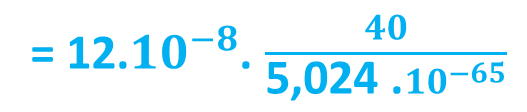 = 12.10⁻⁸. 40 / 5,024 .10⁻⁶⁵